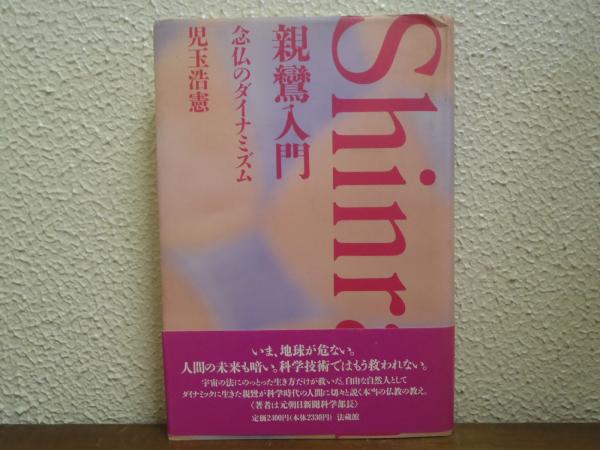 Shinr
親鸞入門
念仏のダイナミズム
児玉浩憲
いま、地球が危ない。
人間の未来も暗い。科学技術ではもう救われない。
宇宙の法にのっとった生き方だけが救いだ。自由な自然人として
ダイナミックに生きた親鸞が科学時代の人間に切々と説く本当の仏教の教え。
〈著者は元朝日新聞科学部長〉
定価2400円(本体2330円) 法蔵館